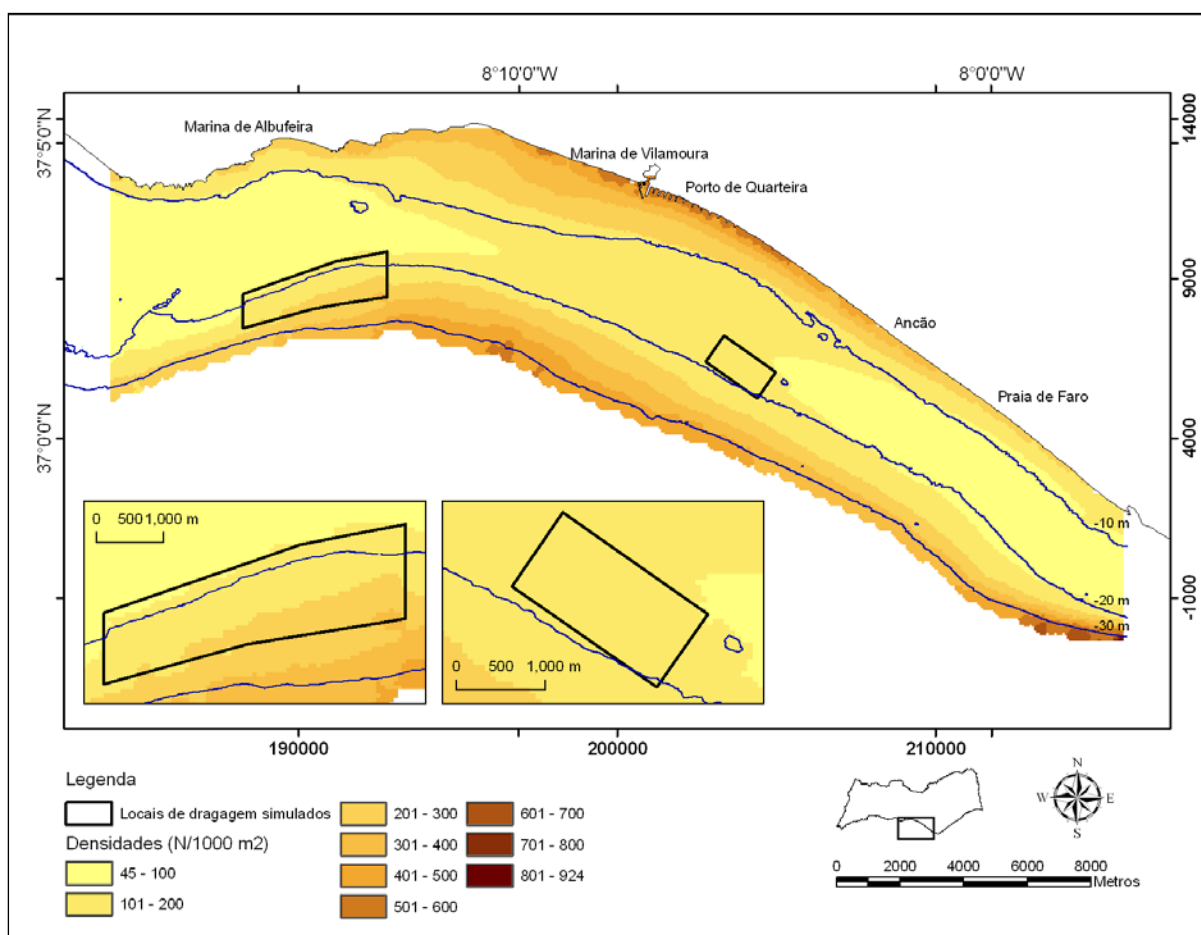 8°10'0"W 8°0'0"W
37°5'0"N
37°0'0"N
14000
9000
4000
-1000
Marina de Albufeira
Marina de Vilamoura
Porto de Quarteira
Ancão
Praia de Faro
-10 m
-20 m
-30 m
0 500 1,000 m
0 500 1,000 m
190000 200000 210000
Legenda
Locais de dragagem simulados
Densidades (N/1000 m2)
45 - 100
101 - 200
201 - 300
301 - 400
401 - 500
501 - 600
601 - 700
701 - 800
801 - 924
N
W E
S
0 2000 4000 6000 8000
Metros